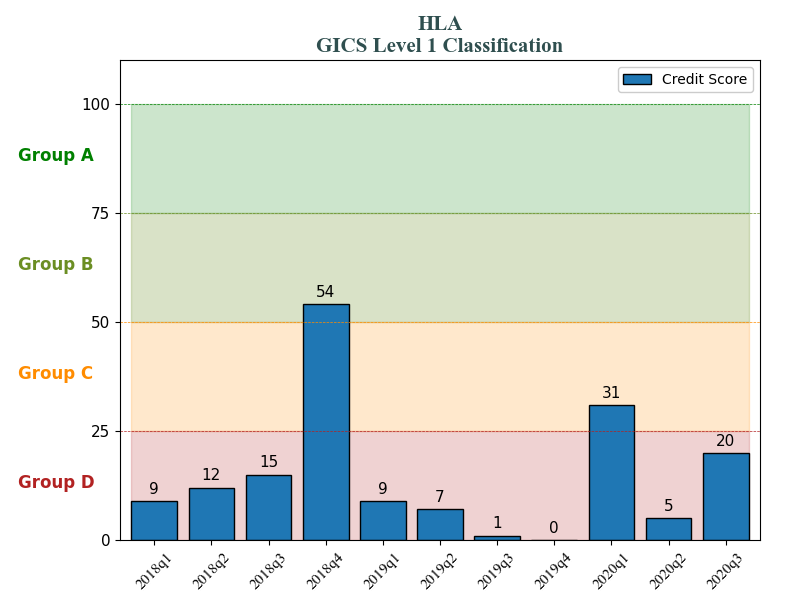 HLA
GICS Level 1 Classification
Credit Score
100
Group A
75
Group B
54
50
Group C
31
25
20
15
12
9
9
7
5
1
0
Group D
0
2018q1 2018q2 2018q3 2018q4 2019q1 2019q2 2019q3 2019q4 2020q1 2020q2 2020q3